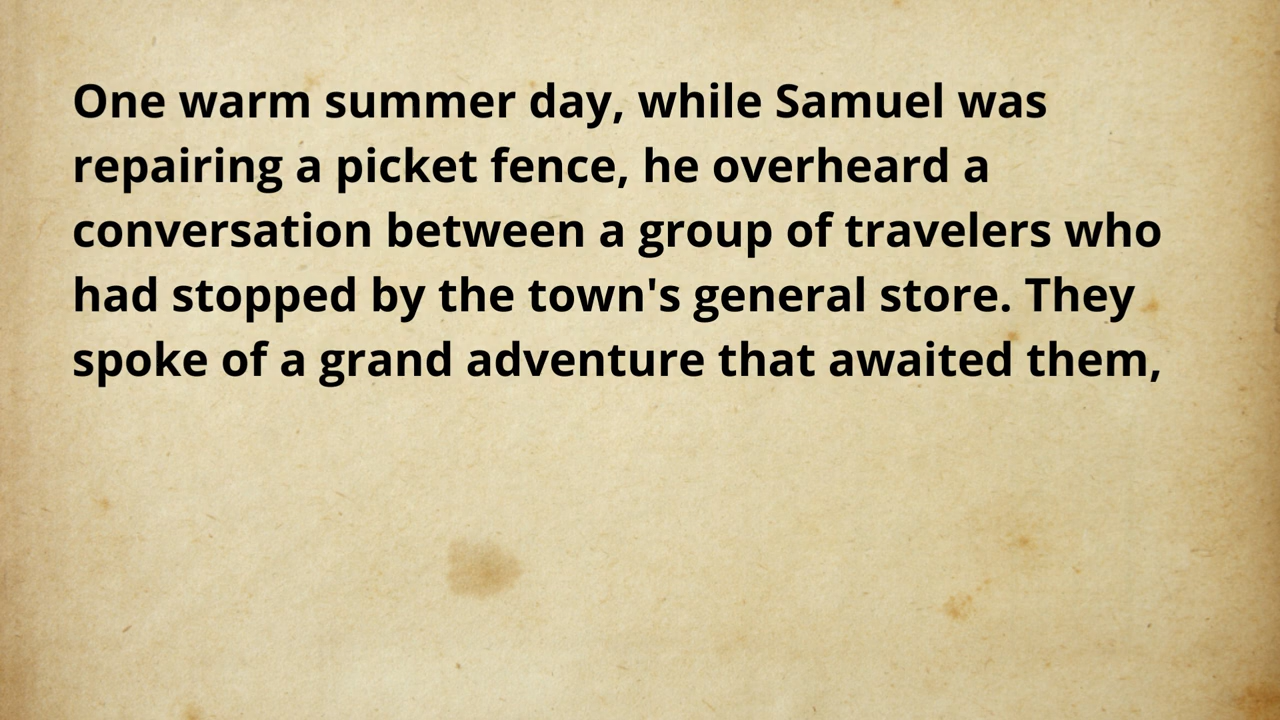 One warm summer day, while Samuel was
repairing a picket fence, he overheard a
conversation between a group of travelers who
had stopped by the town's general store. They
spoke of a grand adventure that awaited them,